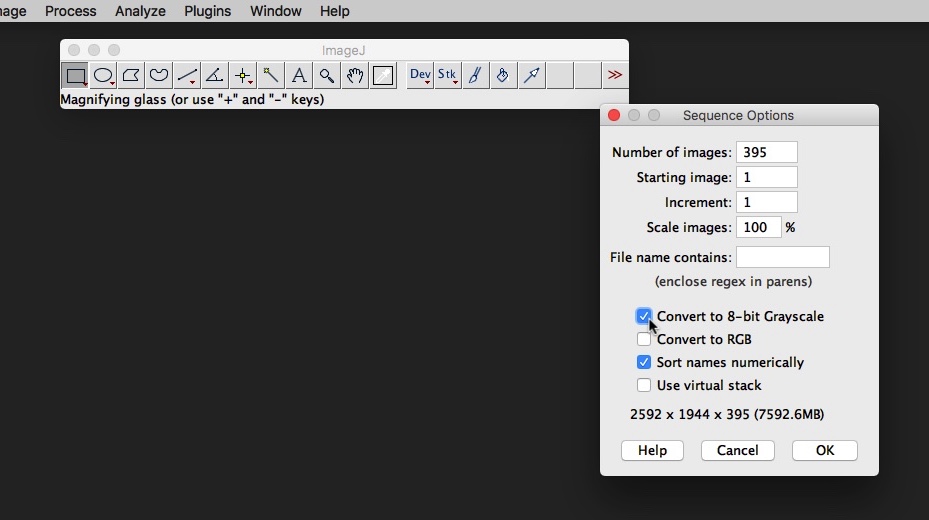 age Process Analyze Plugins Window Help
ImageJ
A Dev Stk >>
Magnifying glass (or use "+" and "-" keys)
Sequence Options
Number of images: 395
Starting image: 1
Increment: 1
Scale images: 100 %
File name contains:
(enclose regex in parens)
Convert to 8-bit Grayscale
Convert to RGB
Sort names numerically
Use virtual stack
2592 x 1944 x 395 (7592.6MB)
Help Cancel OK